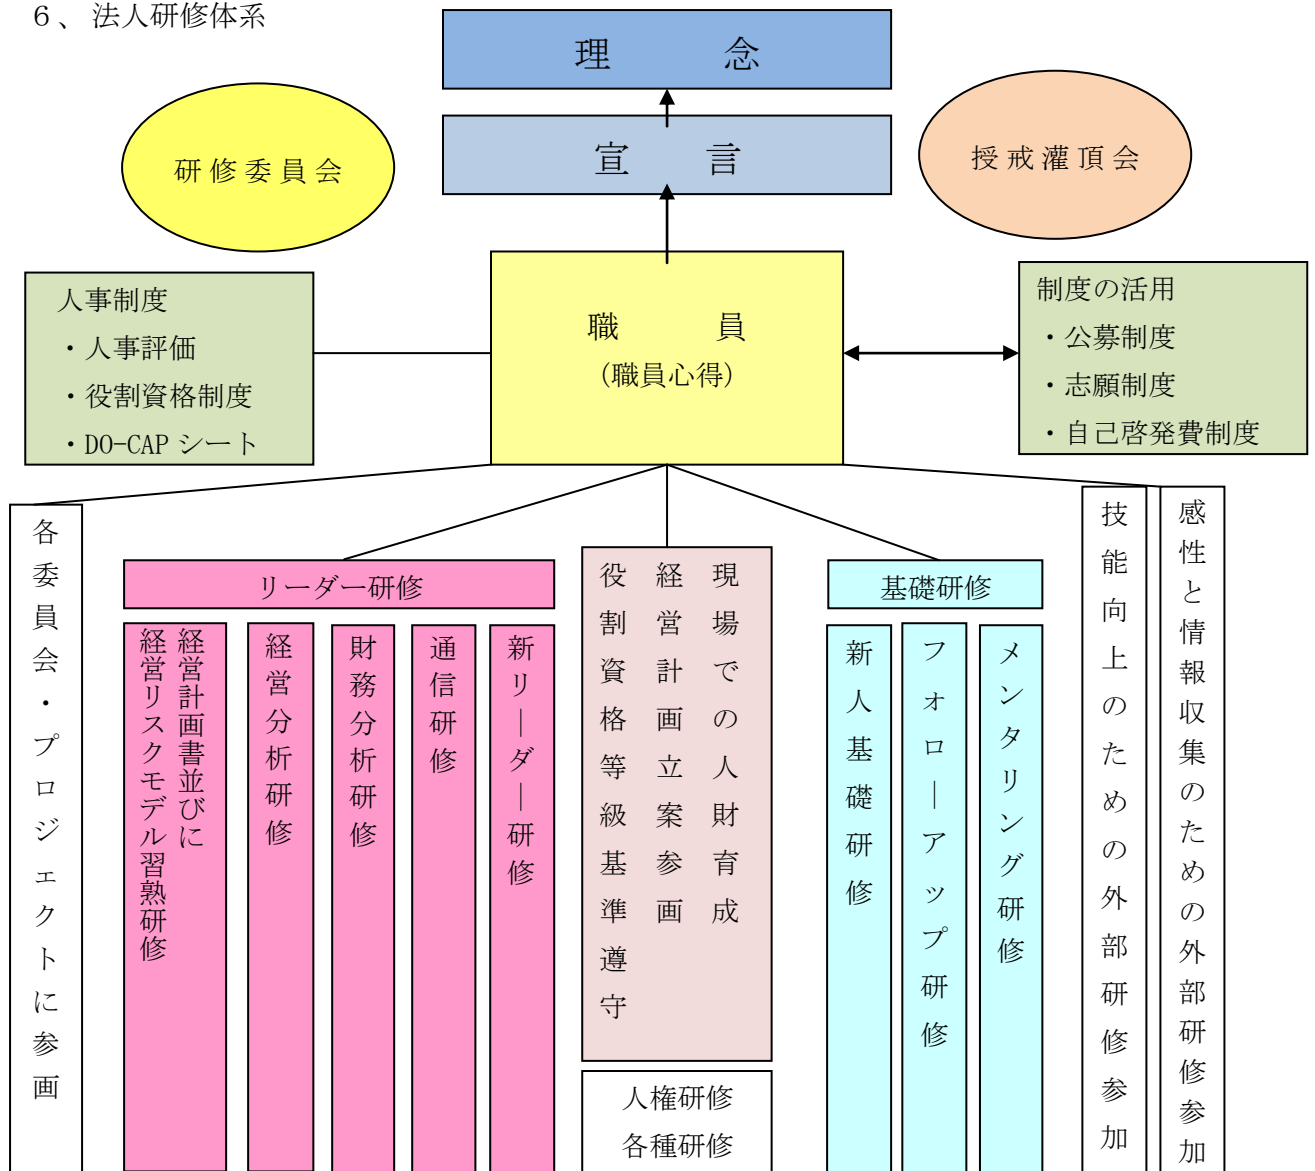 ６、法人研修体系
理　　　念
宣　　言
研修委員会
授戒灌頂会
人事制度
・人事評価
・役割資格制度
・DO-CAP シート
職　　　員
（職員心得）
制度の活用
・公募制度
・志願制度
・自己啓発費制度
各委員会・プロジェクトに参画
リーダー研修
経営計画書並びに
経営リスクモデル習熟研修
経営分析研修
財務分析研修
通信研修
新リーダー研修
現場での人財育成
経営計画立案参画
役割資格等級基準遵守
人権研修
各種研修
基礎研修
新人基礎研修
フォローアップ研修
メンタリング研修
技能向上のための外部研修参加
感性と情報収集のための外部研修参加